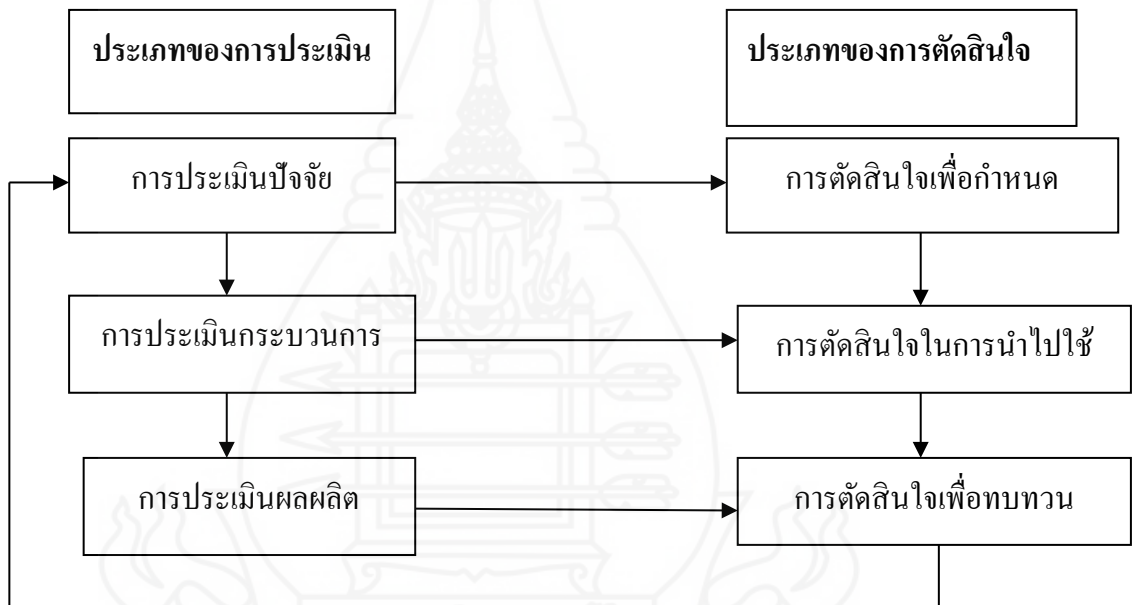 ประเภทของการประเมิน
ประเภทของการตัดสินใจ
การประเมินปัจจัย
การตัดสินใจเพื่อกำหนด
การประเมินกระบวนการ
การตัดสินใจในการนำไปใช้
การประเมินผลผลิต
การตัดสินใจเพื่อทบทวน